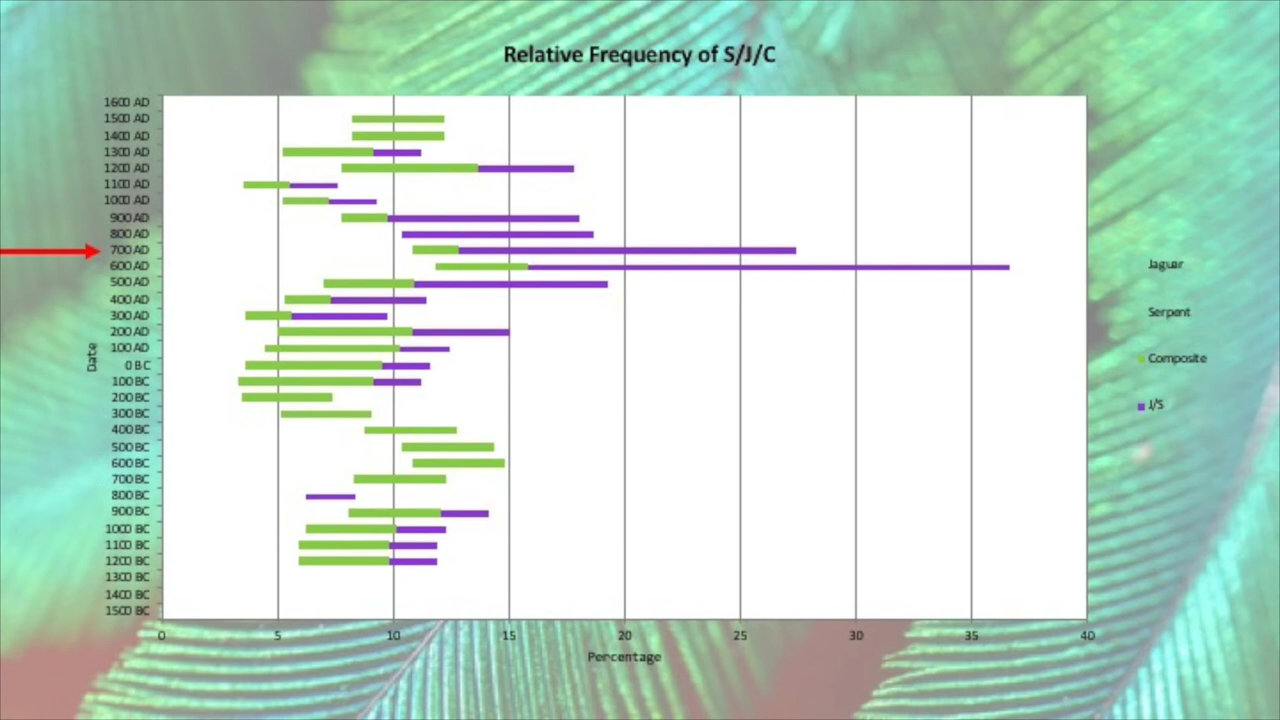 Relative Frequency of S/J/C
1600 AD
1500 AD
1400 AD
1300 AD
1200 AD
1100 AD
1000 AD
900 AD
800 AD
700 AD
600 AD
500 AD
400 AD
300 AD
200 AD
100 AD
0 BC
100 BC
200 BC
300 BC
400 BC
500 BC
600 BC
700 BC
800 BC
900 BC
1000 BC
1100 BC
1200 BC
1300 BC
1400 BC
1500 BC
Date
0 5 10 15 20 25 30 35 40
Percentage
Jaguar
Serpent
Composite
J/S